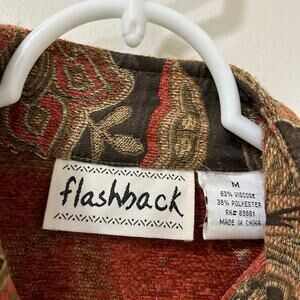 flashback
M
62% VISCOSE
38% POLYESTER
RN# 83881
MADE IN CHINA